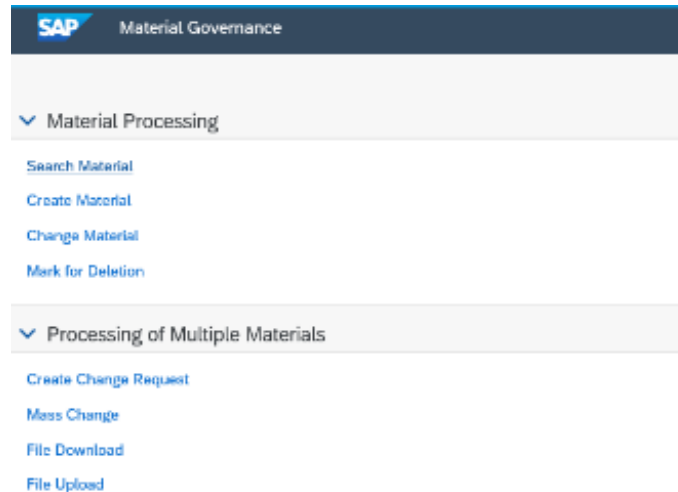 SAP Material Governance
Material Processing
Search Material
Create Material
Change Material
Mark for Deletion
Processing of Multiple Materials
Create Change Request
Mass Change
File Download
File Upload